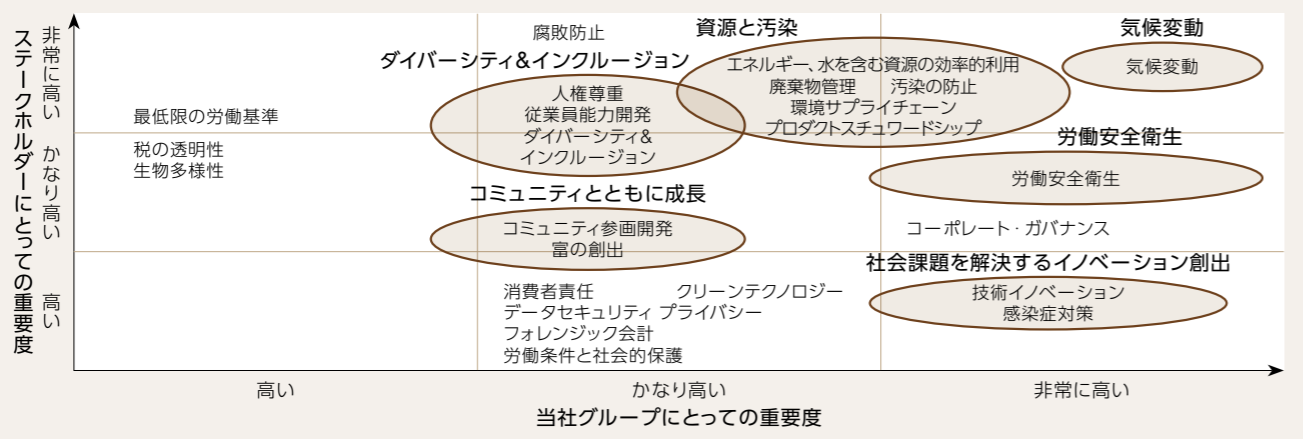 ステークホルダーにとっての重要度
非常に高い
かなり高い
高い
腐敗防止
ダイバーシティ&インクルージョン
人権尊重
従業員能力開発
ダイバーシティ&
インクルージョン
資源と汚染
エネルギー、水を含む資源の効率的利用
廃棄物管理 汚染の防止
環境サプライチェーン
プロダクトスチュワードシップ
気候変動
気候変動
最低限の労働基準
税の透明性
生物多様性
労働安全衛生
労働安全衛生
コミュニティとともに成長
コミュニティ参画開発
富の創出
コーポレート・ガバナンス
社会課題を解決するイノベーション創出
技術イノベーション
感染症対策
消費者責任 クリーンテクノロジー
データセキュリティ プライバシー
フォレンジック会計
労働条件と社会的保護
高い かなり高い 非常に高い
当社グループにとっての重要度